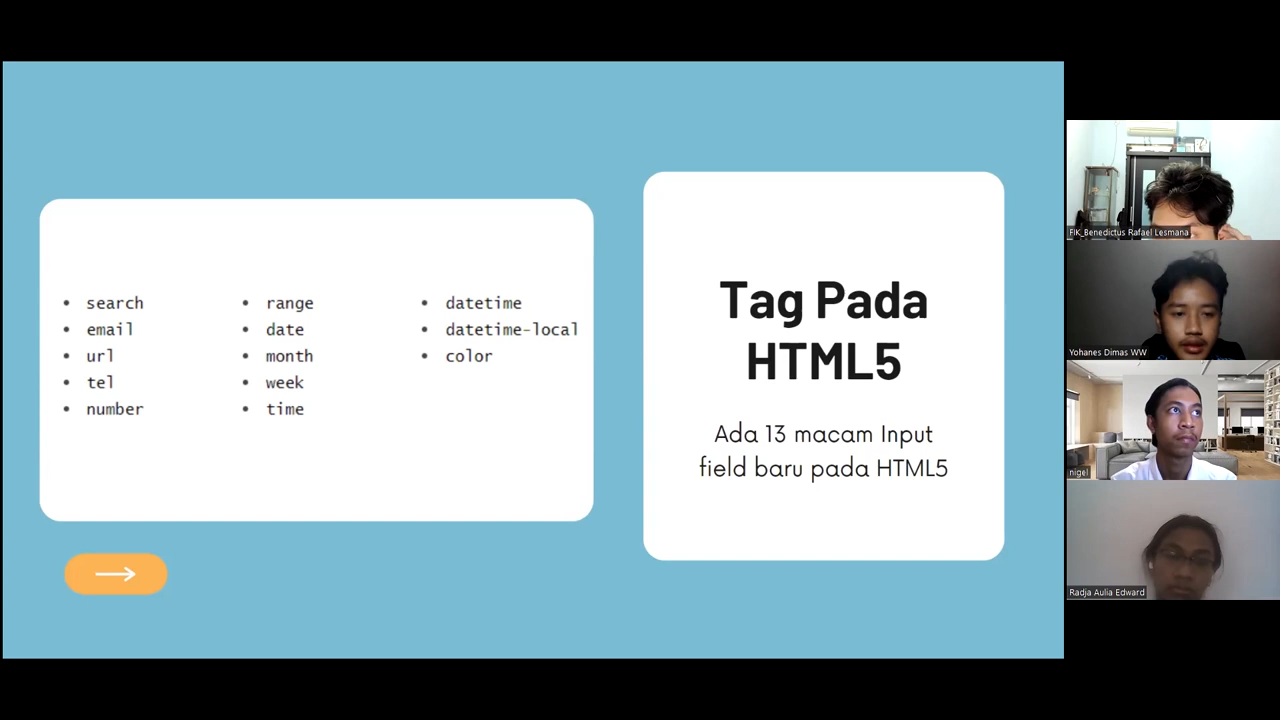 search
email
url
tel
number
range
date
month
week
time
datetime
datetime-local
color
Tag Pada
HTML5
Ada 13 macam Input
field baru pada HTML5
FIK_Benedictus Rafael Lesmana
Yohanes Dimas WW
nigel
Radja Aulia Edward